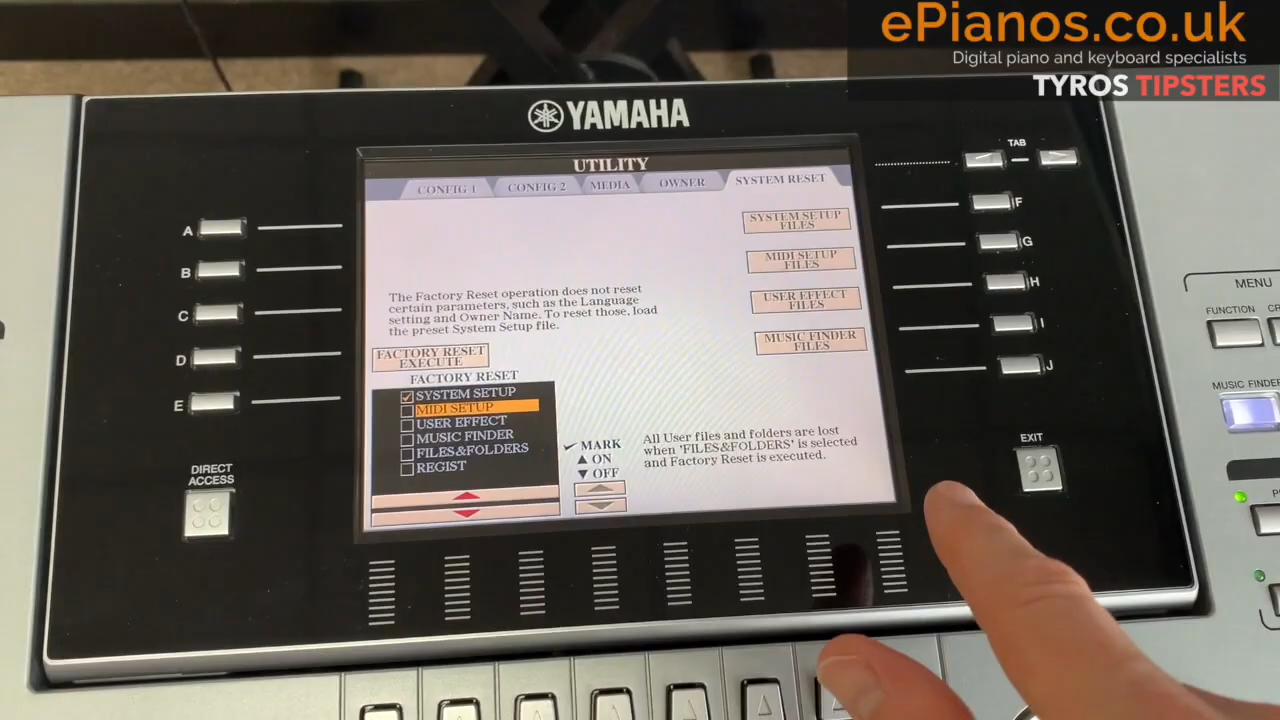 ePianos.co.uk
Digital piano and keyboard specialists
TYROS TIPSTERS
YAMAHA
UTILITY
CONFIG 1
CONFIG 2
MEDIA
OWNER
SYSTEM RESET
TAB
A
B
C
D
E
F
G
H
I
J
SYSTEM SETUP
FILES
MIDI SETUP
FILES
USER EFFECT
FILES
MUSIC FINDER
FILES
The Factory Reset operation does not reset
certain parameters, such as the Language
setting and Owner Name. To reset those, load
the preset System Setup file.
FACTORY RESET
EXECUTE
FACTORY RESET
SYSTEM SETUP
MIDI SETUP
USER EFFECT
MUSIC FINDER
FILES&FOLDERS
REGIST
MARK
▲ ON
▼ OFF
All User files and folders are lost
when 'FILES&FOLDERS' is selected
and Factory Reset is executed.
DIRECT
ACCESS
EXIT
MENU
FUNCTION
MUSIC FINDE